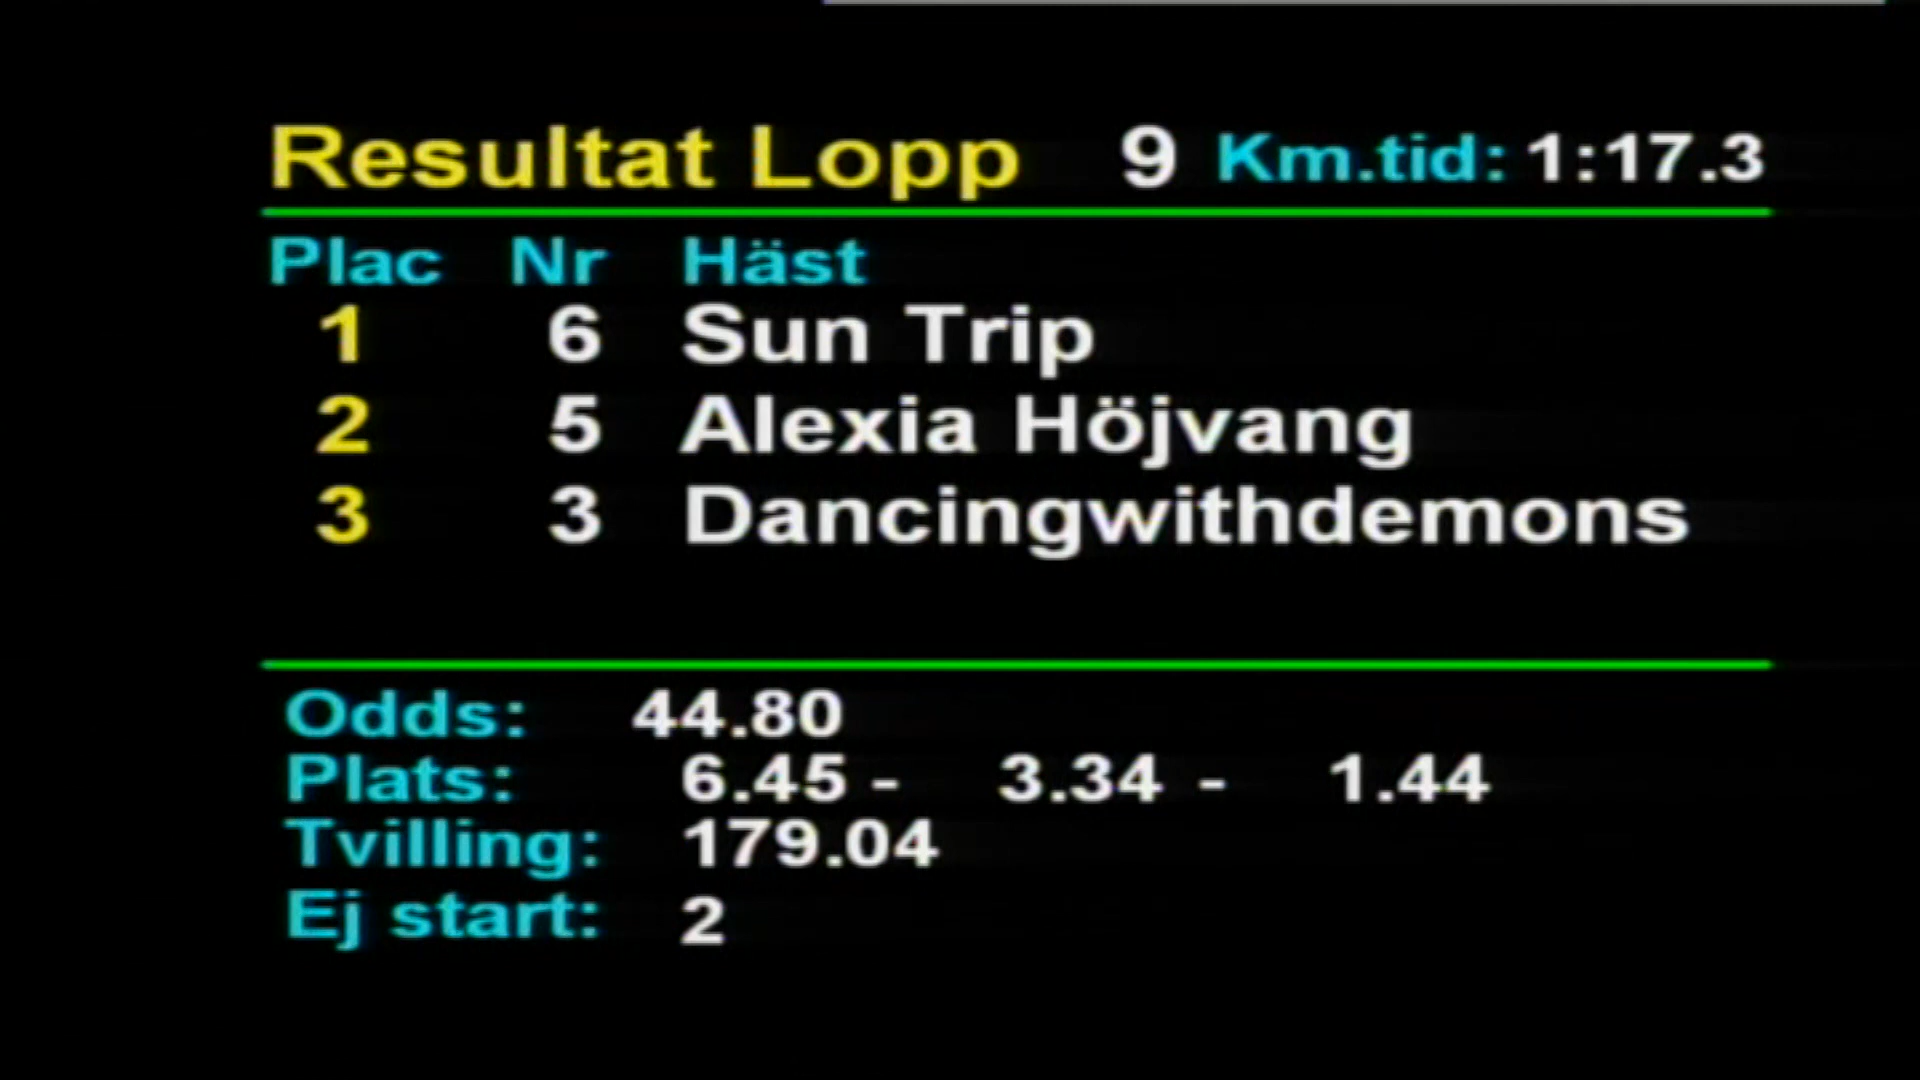 Resultat Lopp 9 Km.tid: 1:17.3
Plac Nr Häst
1 6 Sun Trip
2 5 Alexia Höjvang
3 3 Dancingwithdemons
Odds: 44.80
Plats: 6.45 - 3.34 - 1.44
Tvilling: 179.04
Ej start: 2